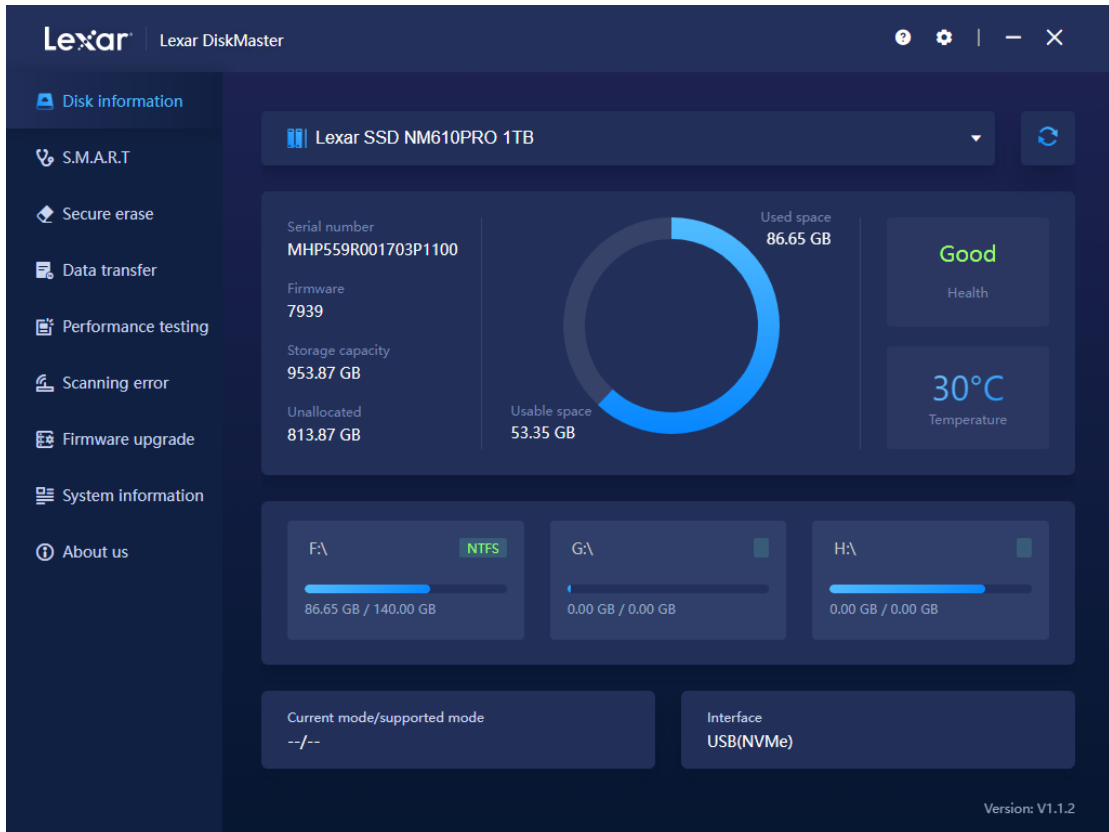 Lexar
Lexar DiskMaster
Disk information
S.M.A.R.T
Secure erase
Data transfer
Performance testing
Scanning error
Firmware upgrade
System information
About us
Lexar SSD NM610PRO 1TB
Serial number
MHP559R001703P1100
Firmware
7939
Storage capacity
953.87 GB
Unallocated
813.87 GB
Used space
86.65 GB
Usable space
53.35 GB
Good
Health
30°C
Temperature
F:\ NTFS
86.65 GB / 140.00 GB
G:\
0.00 GB / 0.00 GB
H:\
0.00 GB / 0.00 GB
Current mode/supported mode
--/--
Interface
USB(NVMe)
Version: V1.1.2